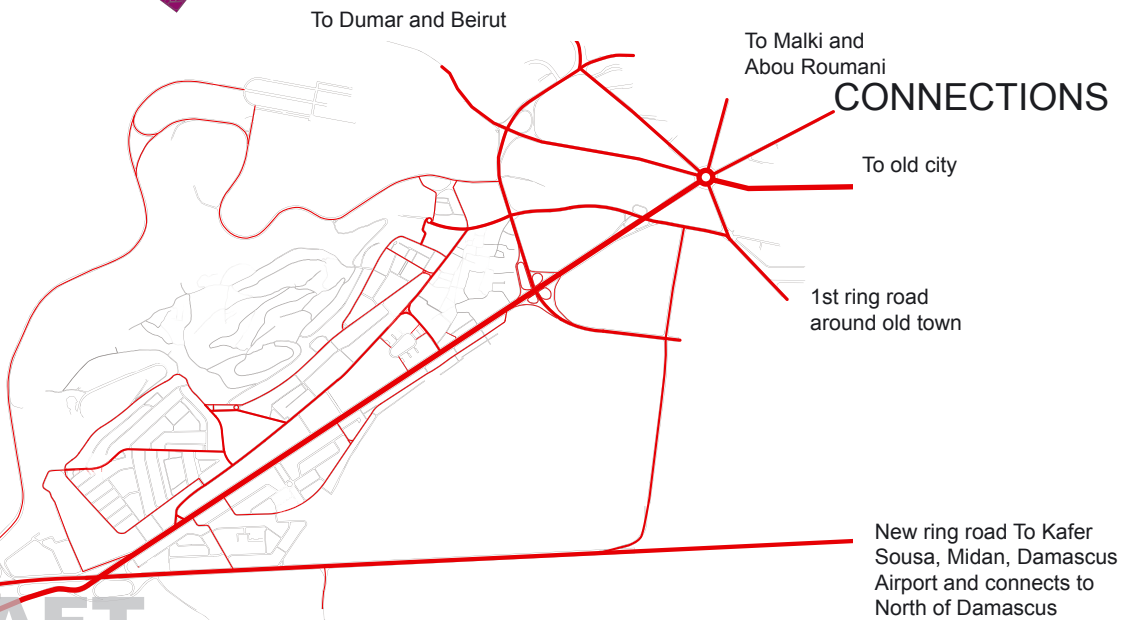 To Dumar and Beirut
To Malki and
Abou Roumani
CONNECTIONS
To old city
1st ring road
around old town
New ring road To Kafer
Sousa, Midan, Damascus
Airport and connects to
North of Damascus